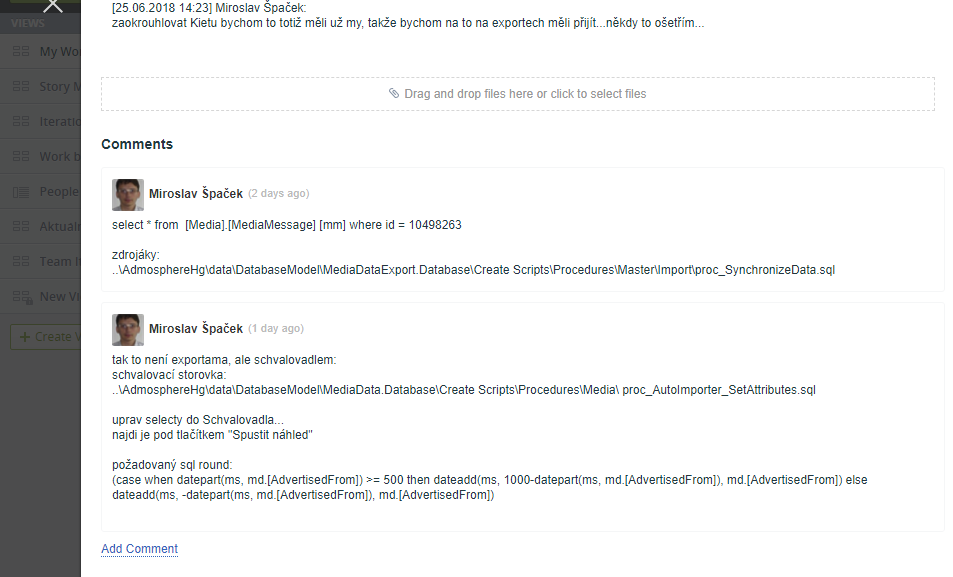 [25.06.2018 14:23] Miroslav Špaček:
zaokrouhlovat Kietu bychom to totiž měli už my, takže bychom na to na exportech měli přijít...někdy to ošetřím...
VIEWS
My Wo
Story M
Iteratio
Work b
People
Aktuál
Team I
New Vi
+ Create V
Drag and drop files here or click to select files
Comments
Miroslav Špaček (2 days ago)
select * from  [Media].[MediaMessage] [mm] where id = 10498263
zdrojáky:
..\AdmosphereHg\data\DatabaseModel\MediaDataExport.Database\Create Scripts\Procedures\Master\Import\proc_SynchronizeData.sql
Miroslav Špaček (1 day ago)
tak to není exportama, ale schvalovadlem:
schvalovací storovka:
..\AdmosphereHg\data\DatabaseModel\MediaData.Database\Create Scripts\Procedures\Media\ proc_AutoImporter_SetAttributes.sql
uprav selecty do Schvalovadla...
najdi je pod tlačítkem "Spustit náhled"
požadovaný sql round:
(case when datepart(ms, md.[AdvertisedFrom]) >= 500 then dateadd(ms, 1000-datepart(ms, md.[AdvertisedFrom]), md.[AdvertisedFrom]) else
dateadd(ms, -datepart(ms, md.[AdvertisedFrom]), md.[AdvertisedFrom])
Add Comment